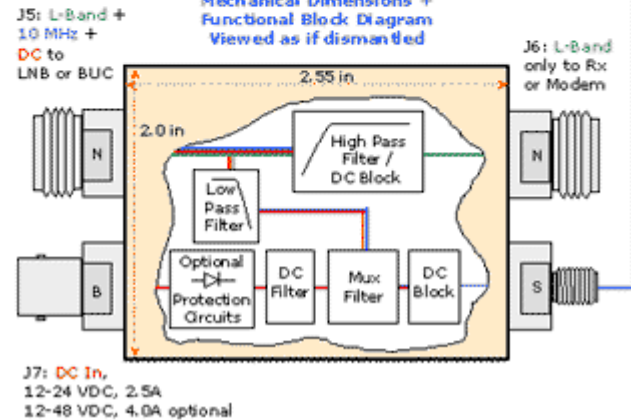 Mechanical Dimensions +
Functional Block Diagram
Viewed as if dismantled
J5: L-Band +
10 MHz +
DC to
LNB or BUC
J6: L-Band
only to Rx
or Modem
2.55 in
2.0 in
N
High Pass
Filter /
DC Block
N
Low
Pass
Filter
B
Optional
Protection
Circuits
DC
Filter
Mux
Filter
DC
Block
S
J7: DC In,
12-24 VDC, 2.5A
12-48 VDC, 4.0A optional